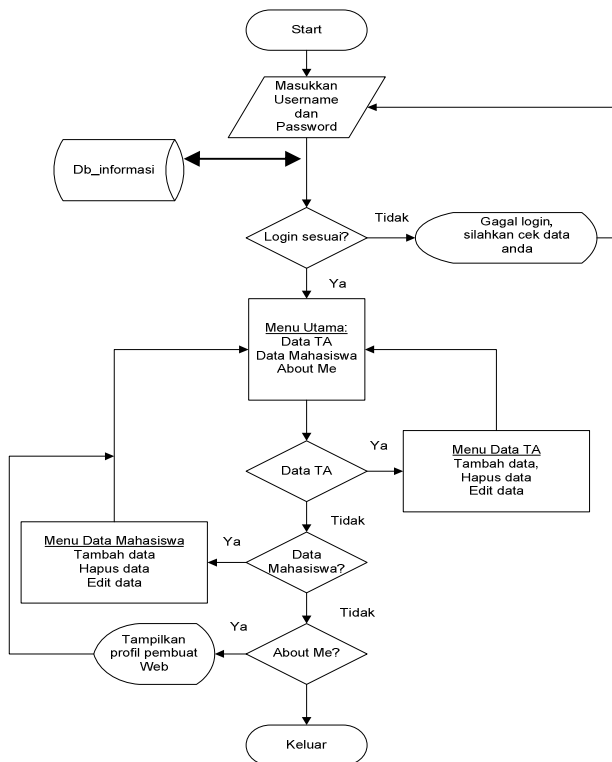 Start
Masukkan
Username
dan
Password
Db_informasi
Login sesuai?
Tidak
Gagal login,
silahkan cek data
anda
Ya
Menu Utama:
Data TA
Data Mahasiswa
About Me
Data TA
Ya
Menu Data TA
Tambah data,
Hapus data
Edit data
Tidak
Data
Mahasiswa?
Ya
Menu Data Mahasiswa
Tambah data
Hapus data
Edit data
Tidak
About Me?
Ya
Tampilkan
profil pembuat
Web
Keluar